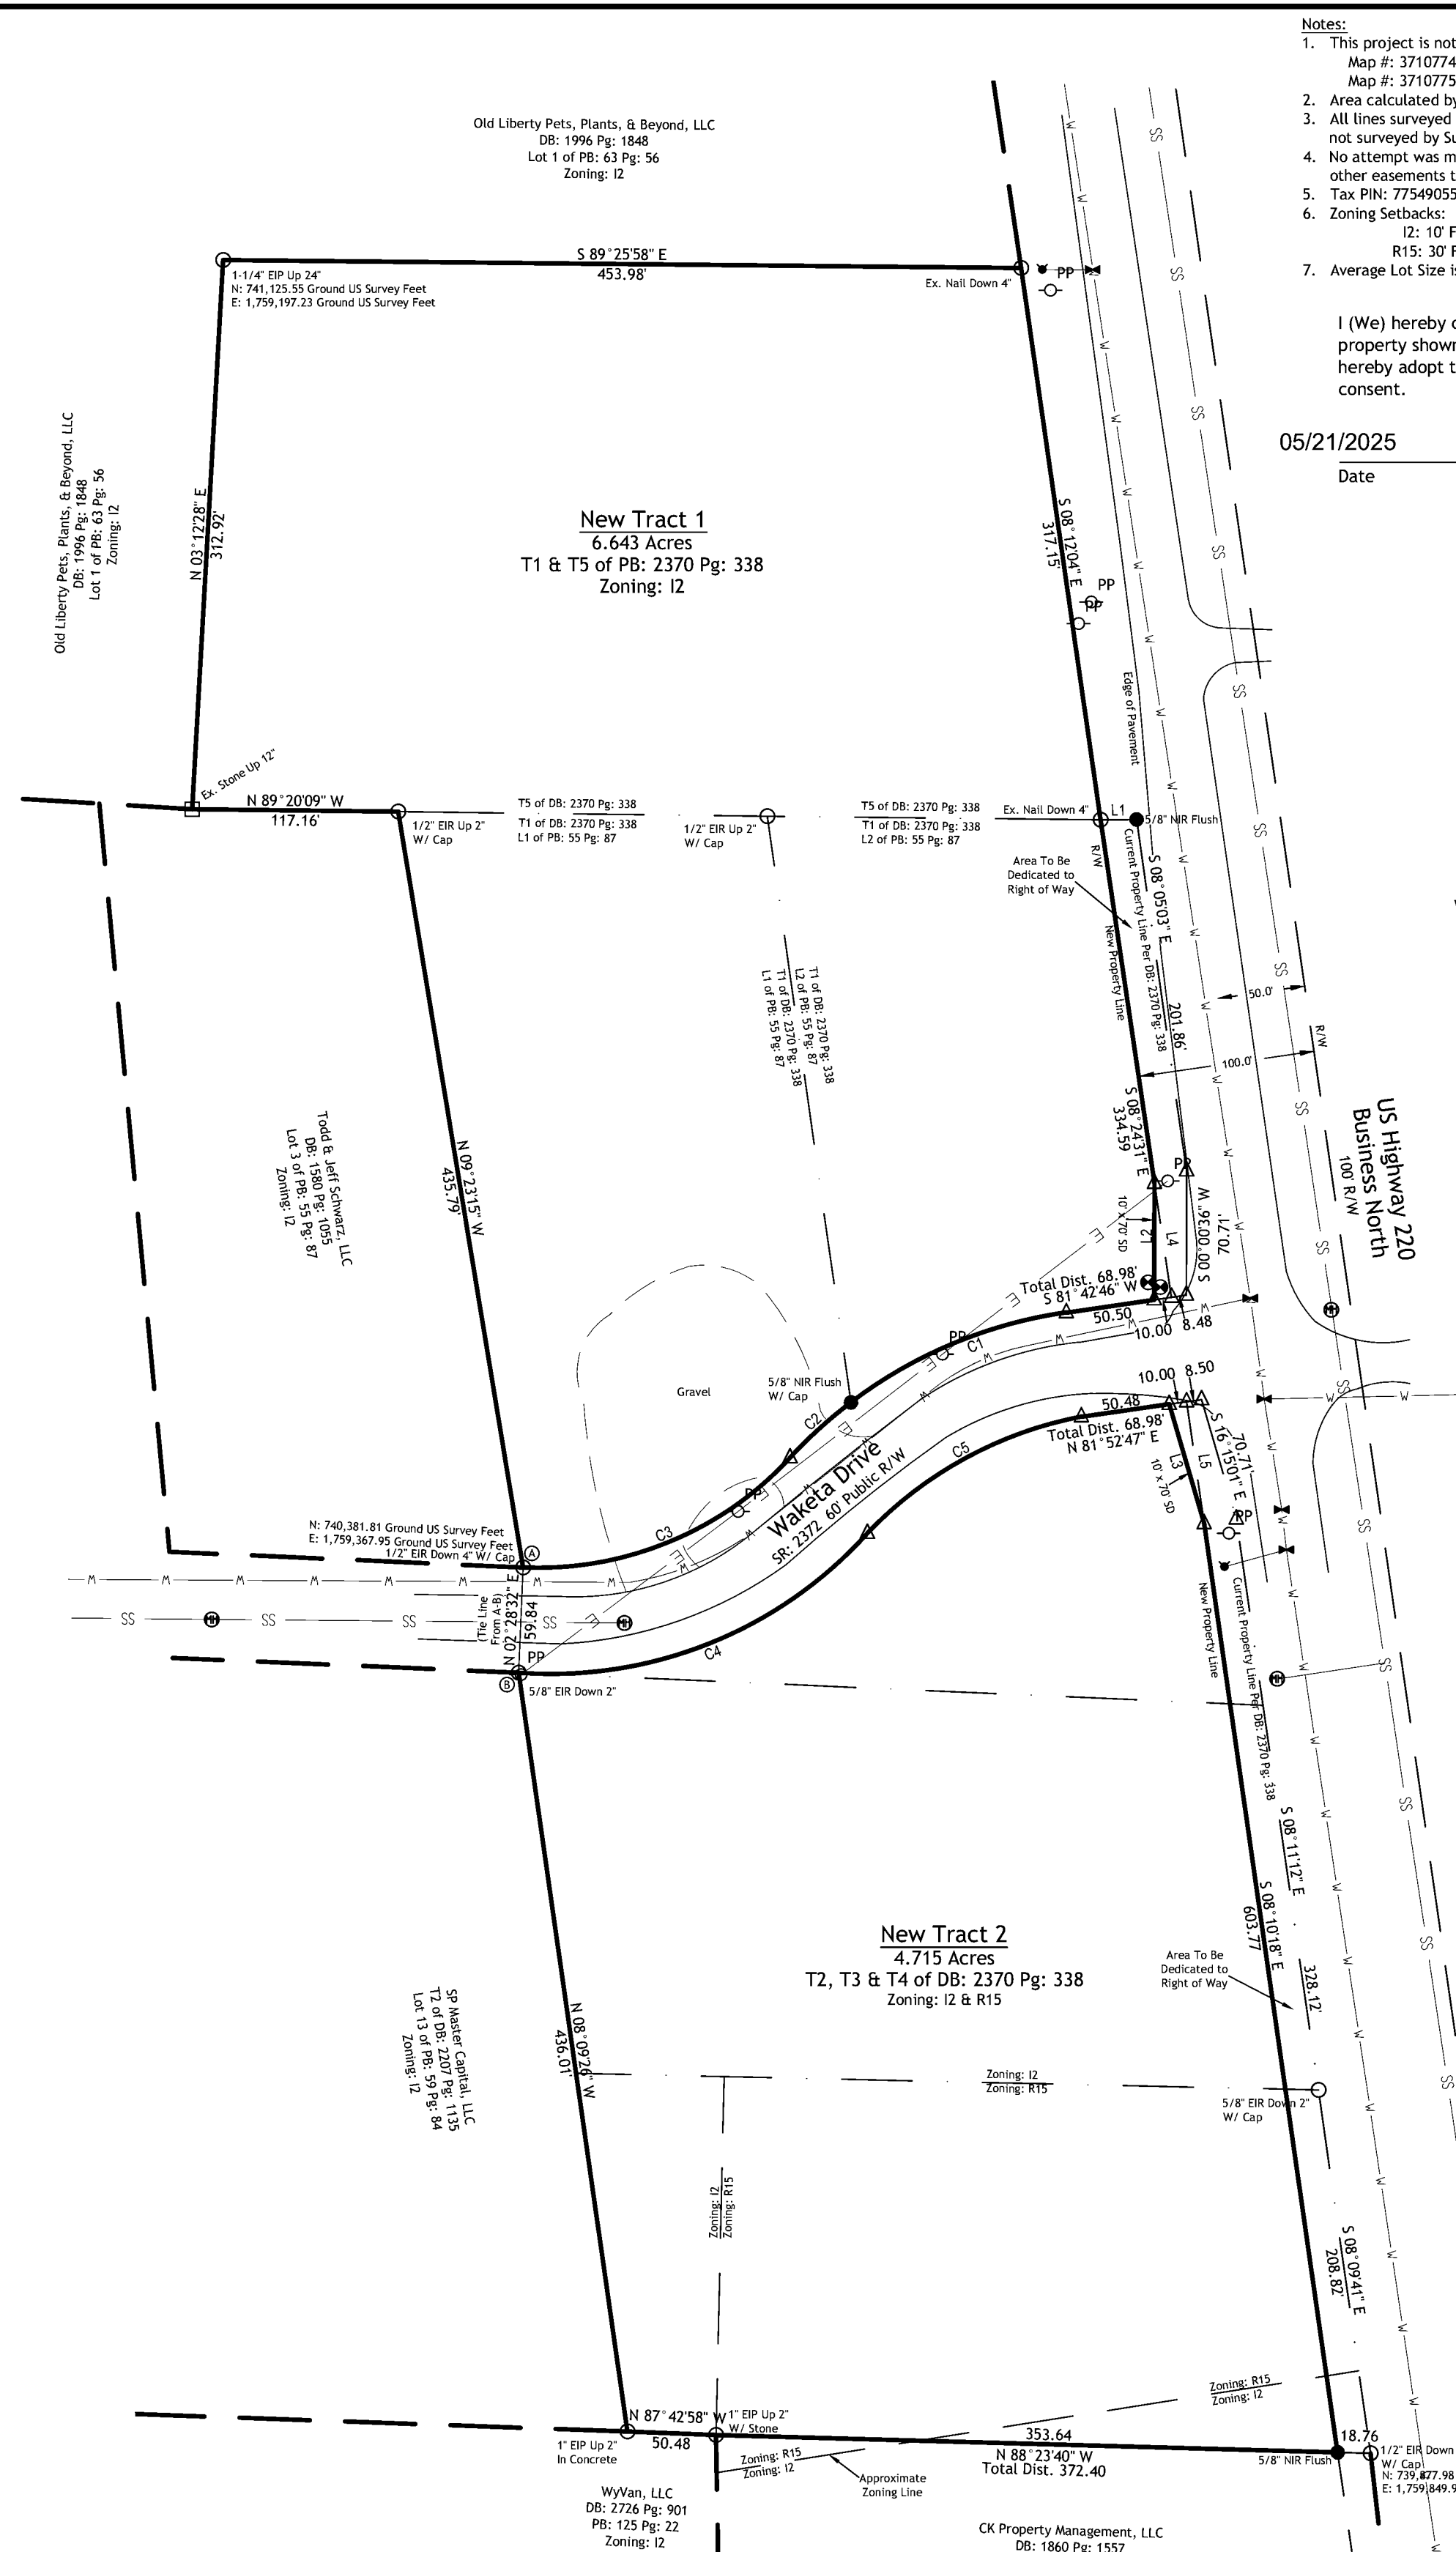 Notes:
1. This project is not
Map #: 3710774
Map #: 3710775
2. Area calculated by
3. All lines surveyed
not surveyed by Su
4. No attempt was m
other easements t
5. Tax PIN: 77549055
6. Zoning Setbacks:
I2: 10' F
R15: 30' F
7. Average Lot Size is
I (We) hereby c
property shown
hereby adopt t
consent.
05/21/2025
Date
Old Liberty Pets, Plants, & Beyond, LLC
DB: 1996 Pg: 1848
Lot 1 of PB: 63 Pg: 56
Zoning: I2
S 89°25'58" E
453.98'
1-1/4" EIP Up 24"
N: 741,125.55 Ground US Survey Feet
E: 1,759,197.23 Ground US Survey Feet
Ex. Nail Down 4"
PP
Old Liberty Pets, Plants, & Beyond, LLC
DB: 1996 Pg: 1848
Lot 1 of PB: 63 Pg: 56
Zoning: I2
N 03°12'28" E
312.92'
New Tract 1
6.643 Acres
T1 & T5 of PB: 2370 Pg: 338
Zoning: I2
S 08°12'04" E
317.15'
PP
PP
Edge of Pavement
Ex. Stone Up 12"
N 89°20'09" W
117.16'
1/2" EIR Up 2"
W/ Cap
T5 of DB: 2370 Pg: 338
T1 of DB: 2370 Pg: 338
L1 of PB: 55 Pg: 87
1/2" EIR Up 2"
W/ Cap
T5 of DB: 2370 Pg: 338
T1 of DB: 2370 Pg: 338
L2 of PB: 55 Pg: 87
Ex. Nail Down 4"
L1
5/8" NIR Flush
R/W
Area To Be
Dedicated to
Right of Way
New Property Line
Current Property Line Per DB: 2370 Pg: 338
S 08°05'03" E
201.86'
T1 of DB: 2370 Pg: 338
L2 of PB: 55 Pg: 87
T1 of DB: 2370 Pg: 338
L1 of PB: 55 Pg: 87
50.0'
R/W
100.0'
US Highway 220
Business North
100' R/W
S 08°24'31" E
334.59
Todd & Jeff Schwarz, LLC
DB: 1580 Pg: 1055
Lot 3 of PB: 55 Pg: 87
Zoning: I2
N 09°23'15" W
435.79'
PP
10' x 70' SD
L2
L4
S 00°00'36" W
70.71'
Total Dist. 68.98'
S 81°42'46" W
50.50
10.00
8.48
PP
C1
5/8" NIR Flush
W/ Cap
Gravel
C2
10.00
8.50
50.48
Total Dist. 68.98'
N 81°52'47" E
L3
L5
10' x 70' SD
S 16°15'01" E
70.71'
PP
C5
Waketa Drive
SR: 2372 60' Public R/W
PP
C3
N: 740,381.81 Ground US Survey Feet
E: 1,759,367.95 Ground US Survey Feet
1/2" EIR Down 4" W/ Cap
A
(Tie Line
From A-B)
N 02°28'32" E
59.84
MH
MH
MH
MH
C4
PP
B
5/8" EIR Down 2"
New Property Line
Current Property Line Per DB: 2370 Pg: 338
S 08°11'12" E
328.12'
S 08°10'18" E
603.77
New Tract 2
4.715 Acres
T2, T3 & T4 of DB: 2370 Pg: 338
Zoning: I2 & R15
Area To Be
Dedicated to
Right of Way
SP Master Capital, LLC
T2 of DB: 2207 Pg: 1135
Lot 13 of PB: 59 Pg: 84
Zoning: I2
N 08°09'26" W
436.01'
Zoning: I2
Zoning: R15
5/8" EIR Down 2"
W/ Cap
Zoning: I2
Zoning: R15
S 08°09'41" E
208.82'
Zoning: R15
Zoning: I2
N 87°42'58" W
50.48
1" EIP Up 2"
W/ Stone
1" EIP Up 2"
In Concrete
353.64
N 88°23'40" W
Total Dist. 372.40
18.76
5/8" NIR Flush
1/2" EIR Down
W/ Cap
N: 739,877.98
E: 1,759,849.9
Zoning: R15
Zoning: I2
Approximate
Zoning Line
WyVan, LLC
DB: 2726 Pg: 901
PB: 125 Pg: 22
Zoning: I2
CK Property Management, LLC
DB: 1860 Pg: 1557